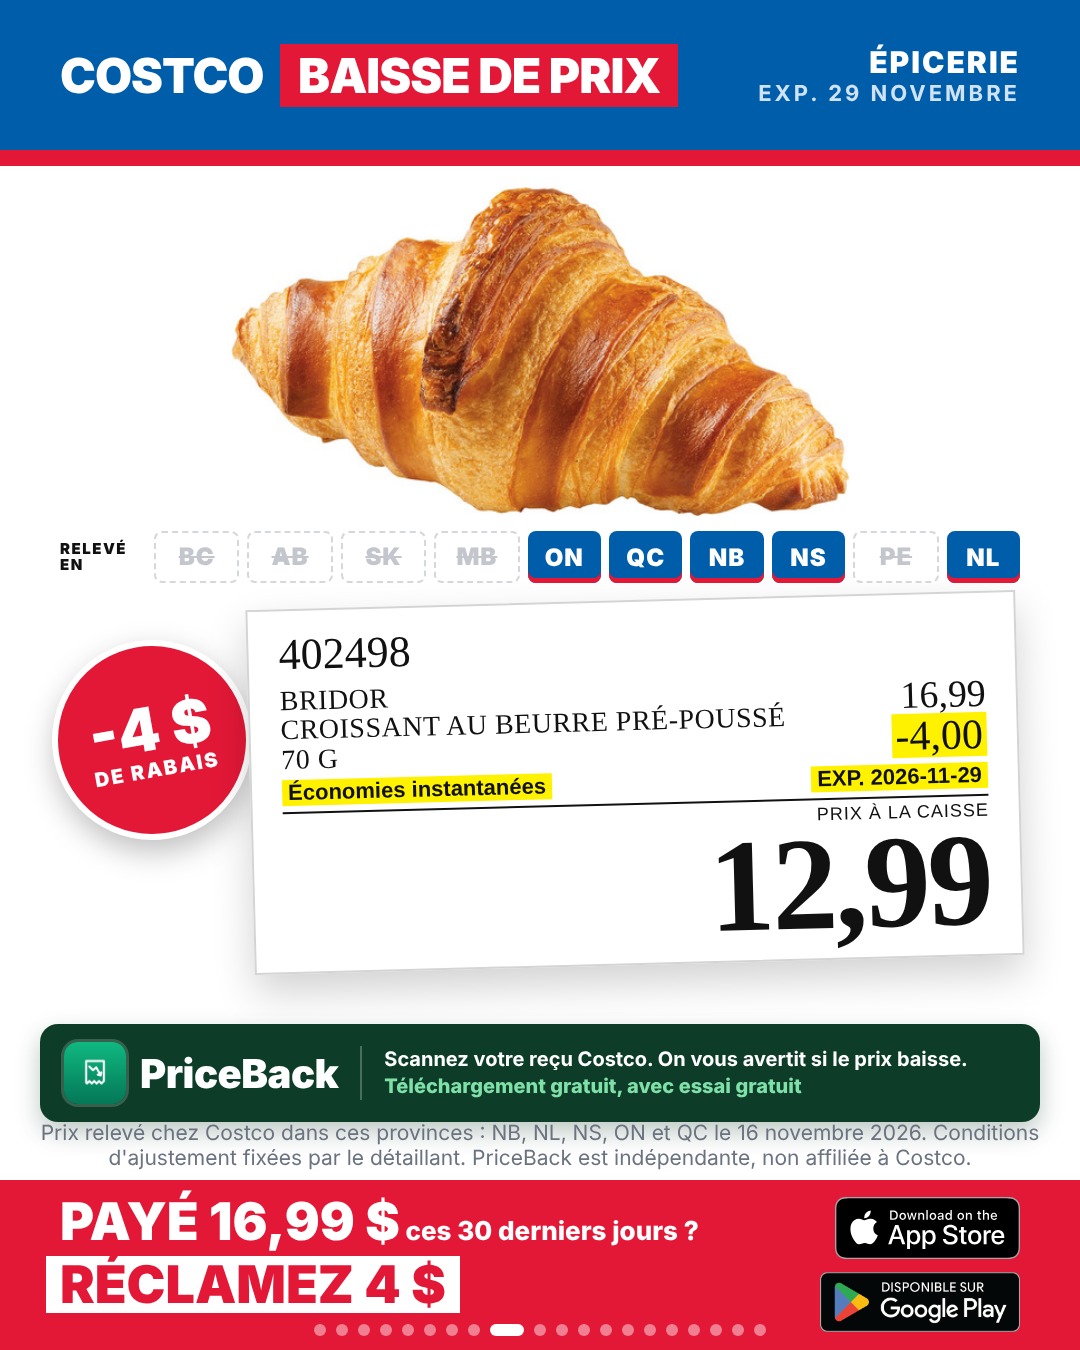 COSTCO BAISSE DE PRIX
ÉPICERIE
EXP. 29 NOVEMBRE
RELEVÉ EN
BC AB SK MB ON QC NB NS PE NL
-4 $
DE RABAIS
402498
BRIDOR
CROISSANT AU BEURRE PRÉ-POUSSÉ
70 G
Économies instantanées
16,99
-4,00
EXP. 2026-11-29
PRIX À LA CAISSE
12,99
PriceBack
Scannez votre reçu Costco. On vous avertit si le prix baisse.
Téléchargement gratuit, avec essai gratuit
Prix relevé chez Costco dans ces provinces : NB, NL, NS, ON et QC le 16 novembre 2026. Conditions
d'ajustement fixées par le détaillant. PriceBack est indépendante, non affiliée à Costco.
PAYÉ 16,99 $ ces 30 derniers jours ?
RÉCLAMEZ 4 $
Download on the
App Store
DISPONIBLE SUR
Google Play